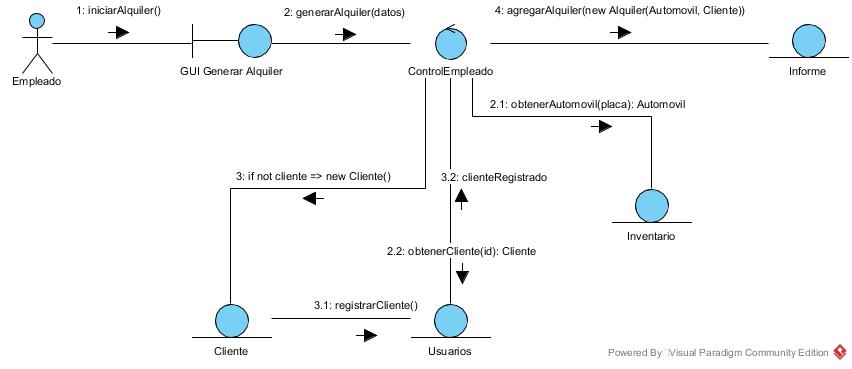 1: iniciarAlquiler()
2: generarAlquiler(datos)
4: agregarAlquiler(new Alquiler(Automovil, Cliente))
Empleado
GUI Generar Alquiler
ControlEmpleado
Informe
2.1: obtenerAutomovil(placa): Automovil
3: if not cliente => new Cliente()
3.2: clienteRegistrado
Inventario
2.2: obtenerCliente(id): Cliente
3.1: registrarCliente()
Cliente
Usuarios
Powered By Visual Paradigm Community Edition